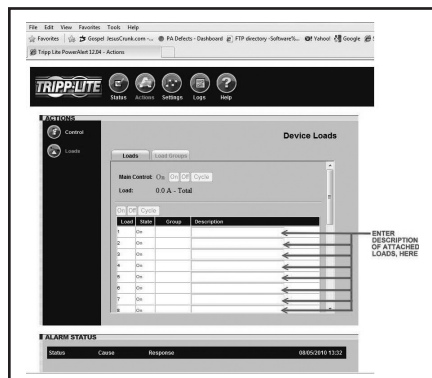 File Edit View Favorites Tools Help
Favorites Gospel JesusCrunk.com -... PA Defects - Dashboard FTP directory -Software%... Yahoo! Google
Tripp Lite PowerAlert 12.04 - Actions
TRIPP·LITE
Status Actions Settings Logs Help
ACTIONS
Control
Loads
Device Loads
Loads Load Groups
Main Control: On On Off Cycle
Load: 0.0 A - Total
On Off Cycle
Load State Group Description
1 On
2 On
3 On
4 On
5 On
6 On
7 On
8 On
ENTER
DESCRIPTION
OF ATTACHED
LOADS, HERE
ALARM STATUS
Status Cause Response 08/05/2010 13:32